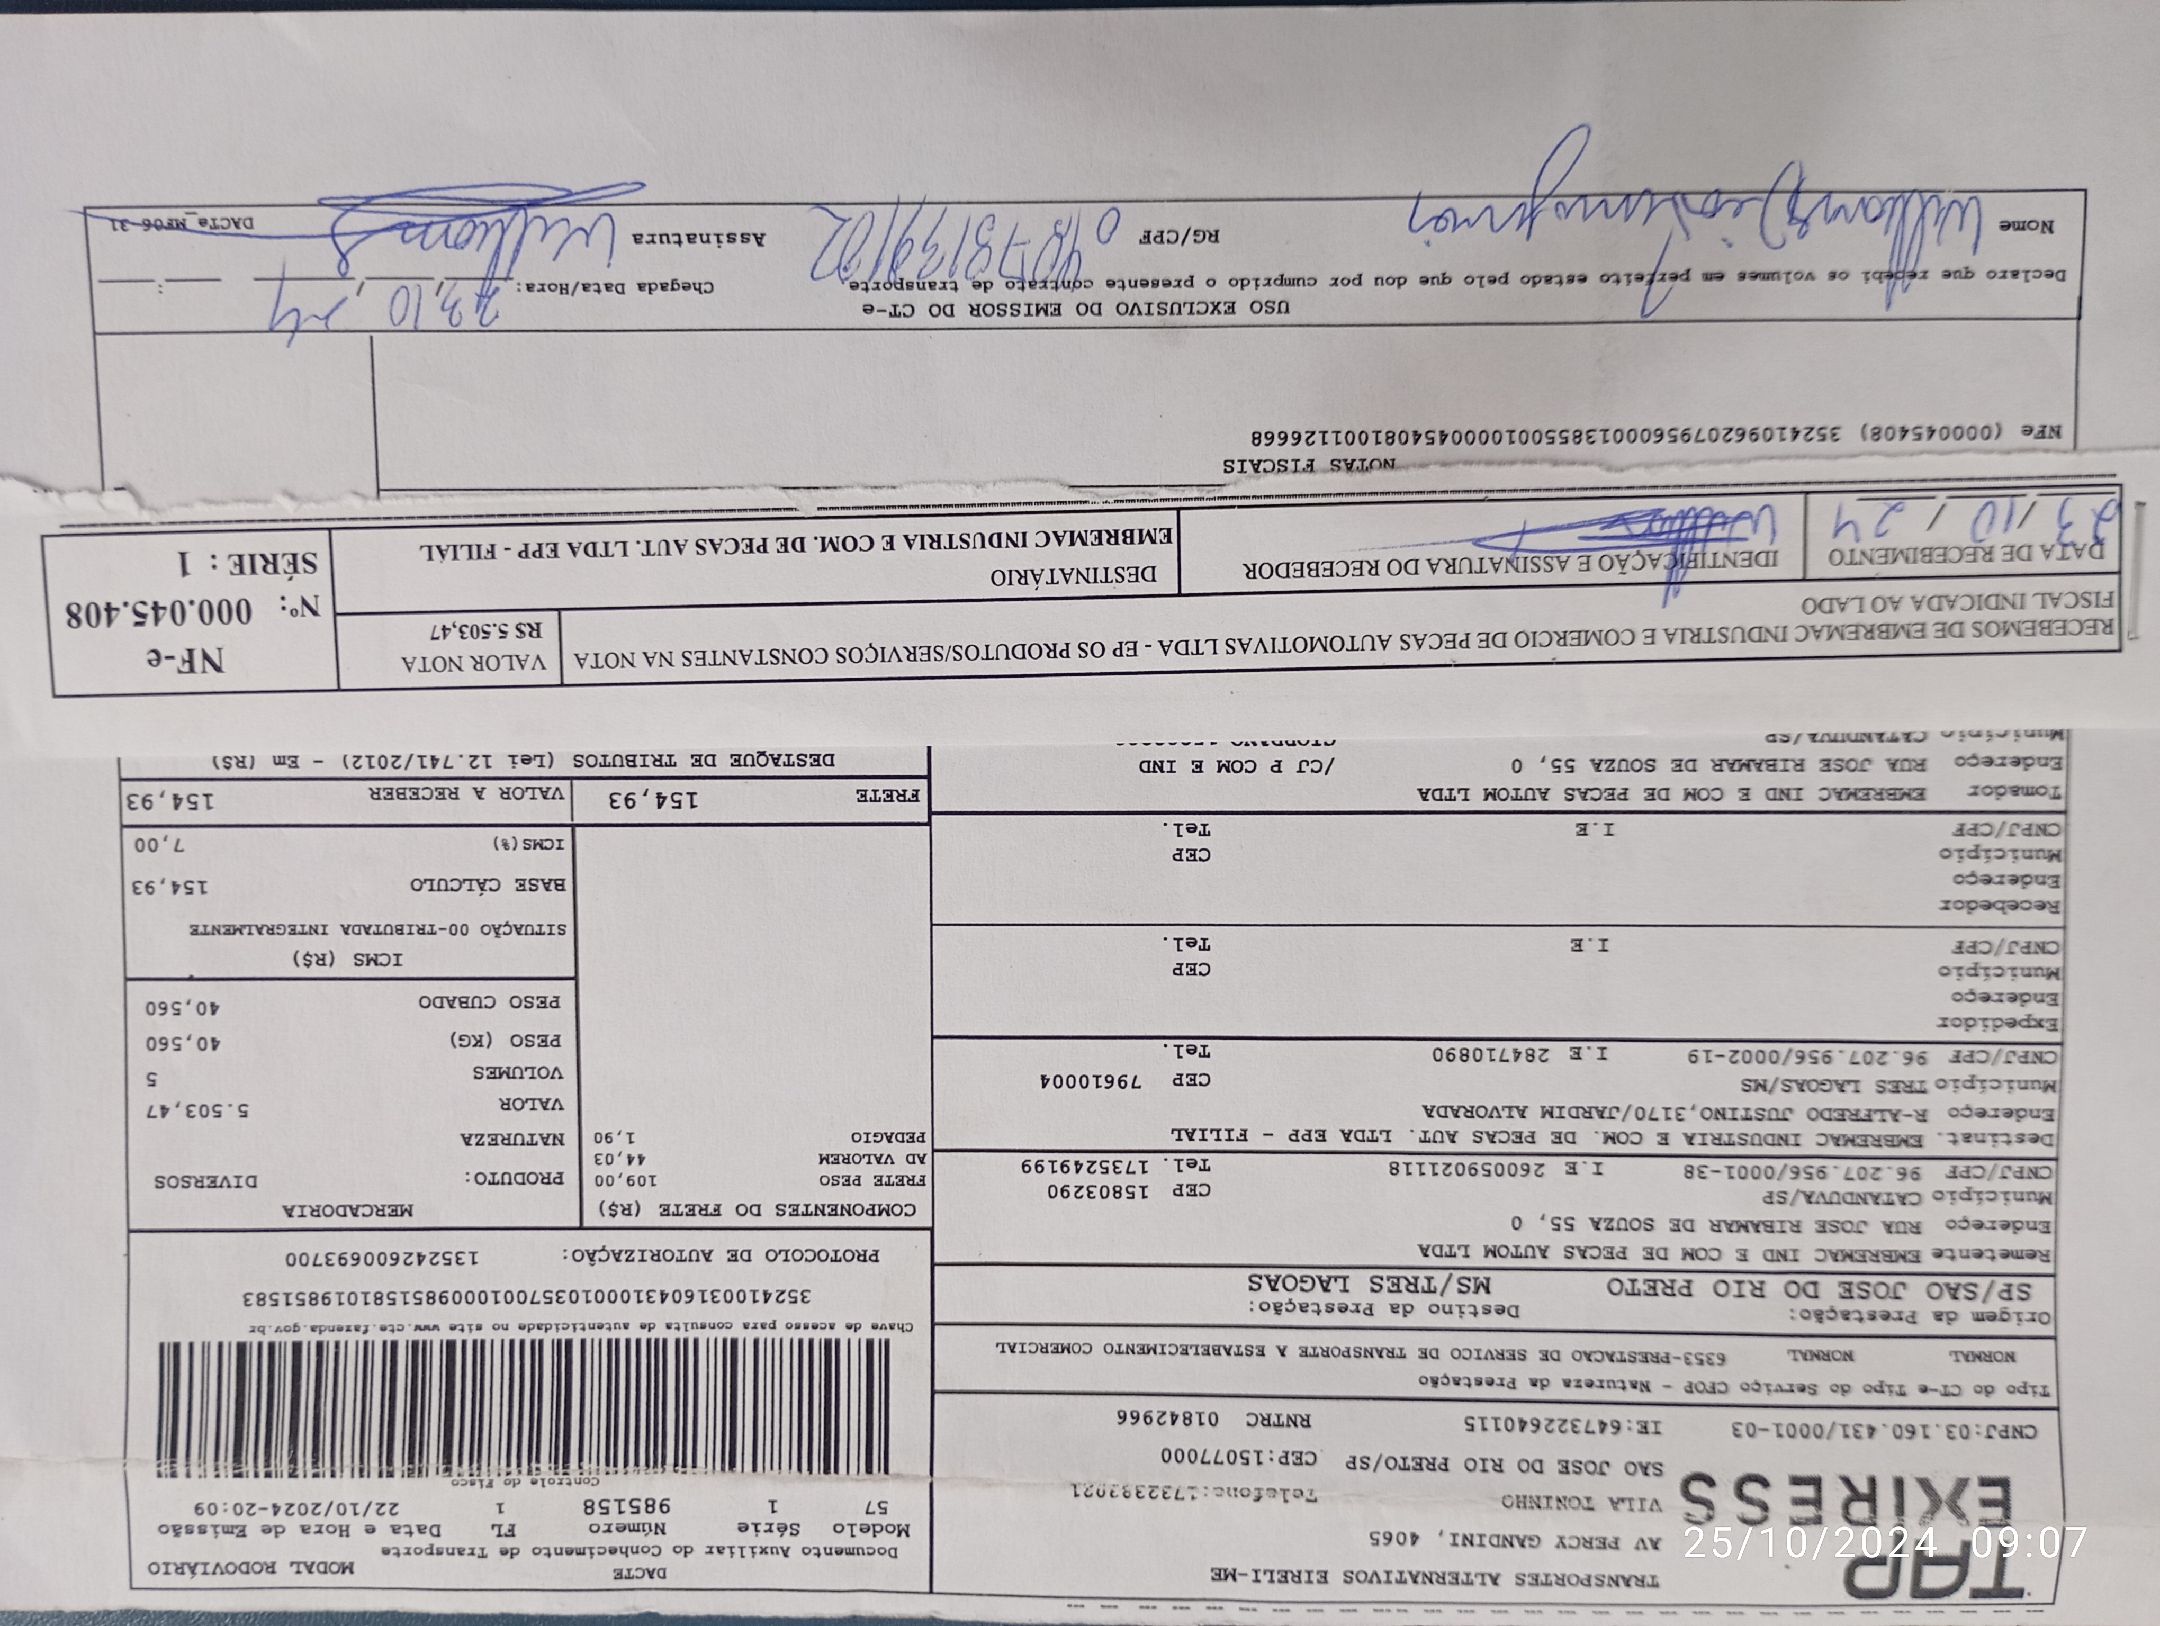 TAP
EXIRESS
TRANSPORTES ALTERNATIVOS EIRELI-ME
AV PERCY GANDINI, 4065
VILA TONINHO
SAO JOSE DO RIO PRETO/SP CEP:15077000
CNPJ:03.160.431/0001-03 IE:647322640115 RNTRC 01842966
Tipo do CT-e Tipo do Serviço CFOP - Natureza da Prestação
NORMAL NORMAL 6353-PRESTACAO DE SERVICO DE TRANSPORTE A ESTABELECIMENTO COMERCIAL
Origem da Prestação: Destino da Prestação:
SP/SAO JOSE DO RIO PRETO MS/TRES LAGOAS
Remetente EMBREMAC IND E COM DE PECAS AUTOM LTDA
Endereço RUA JOSE RIBAMAR DE SOUZA 55, 0
Município CATANDUVA/SP CEP 15803290
CNPJ/CPF 96.207.956/0001-38 I.E 260059021118 Tel. 1735249199
Destinat. EMBREMAC INDUSTRIA E COM. DE PECAS AUT. LTDA EPP - FILIAL
Endereço R-ALFREDO JUSTINO,3170/JARDIM ALVORADA
Município TRES LAGOAS/MS CEP 79610004
CNPJ/CPF 96.207.956/0002-19 I.E 284710890 Tel.
Expedidor
Endereço
Município CEP
CNPJ/CPF I.E Tel.
Recebedor
Endereço
Município CEP
CNPJ/CPF I.E Tel.
Tomador EMBREMAC IND E COM DE PECAS AUTOM LTDA
Endereço RUA JOSE RIBAMAR DE SOUZA 55, 0 /CJ P COM E IND
Município CATANDUVA/SP
DACTE MODAL RODOVIÁRIO
Documento Auxiliar do Conhecimento de Transporte
Modelo Série Número FL Data e Hora de Emissão
57 1 985158 1 22/10/2024-20:09
Controle do Fisco
Chave de acesso para consulta de autenticidade no site www.cte.fazenda.gov.br
35241003160431000103570010009851581019851583
PROTOCOLO DE AUTORIZAÇÃO: 135242600693700
COMPONENTES DO FRETE (R$) MERCADORIA
FRETE PESO 109,00 PRODUTO: DIVERSOS
AD VALOREM 44,03
PEDAGIO 1,90 NATUREZA
VALOR 5.503,47
VOLUMES 5
PESO (KG) 40,560
PESO CUBADO 40,560
ICMS (R$)
SITUAÇÃO 00-TRIBUTADA INTEGRALMENTE
BASE CÁLCULO 154,93
ICMS(%) 7,00
FRETE 154,93 VALOR A RECEBER 154,93
DESTAQUE DE TRIBUTOS (Lei 12.741/2012) - Em (R$)
RECEBEMOS DE EMBREMAC INDUSTRIA E COMERCIO DE PECAS AUTOMOTIVAS LTDA - EP OS PRODUTOS/SERVIÇOS CONSTANTES NA NOTA
FISCAL INDICADA AO LADO
VALOR NOTA
R$ 5.503,47
NF-e
Nº: 000.045.408
SÉRIE : 1
DATA DE RECEBIMENTO
23/10/24
IDENTIFICAÇÃO E ASSINATURA DO RECEBEDOR
DESTINATÁRIO
EMBREMAC INDUSTRIA E COM. DE PECAS AUT. LTDA EPP - FILIAL
NOTAS FISCAIS
NFe (000045408) 35241096207956000138550010000454081001126668
USO EXCLUSIVO DO EMISSOR DO CT-e
Declaro que recebi os volumes em perfeito estado pelo que dou por cumprido o presente contrato de transporte.
Chegada Data/Hora: 23,10,24 :
Nome RG/CPF Assinatura
DACTe_MF06-31
25/10/2024 09:07